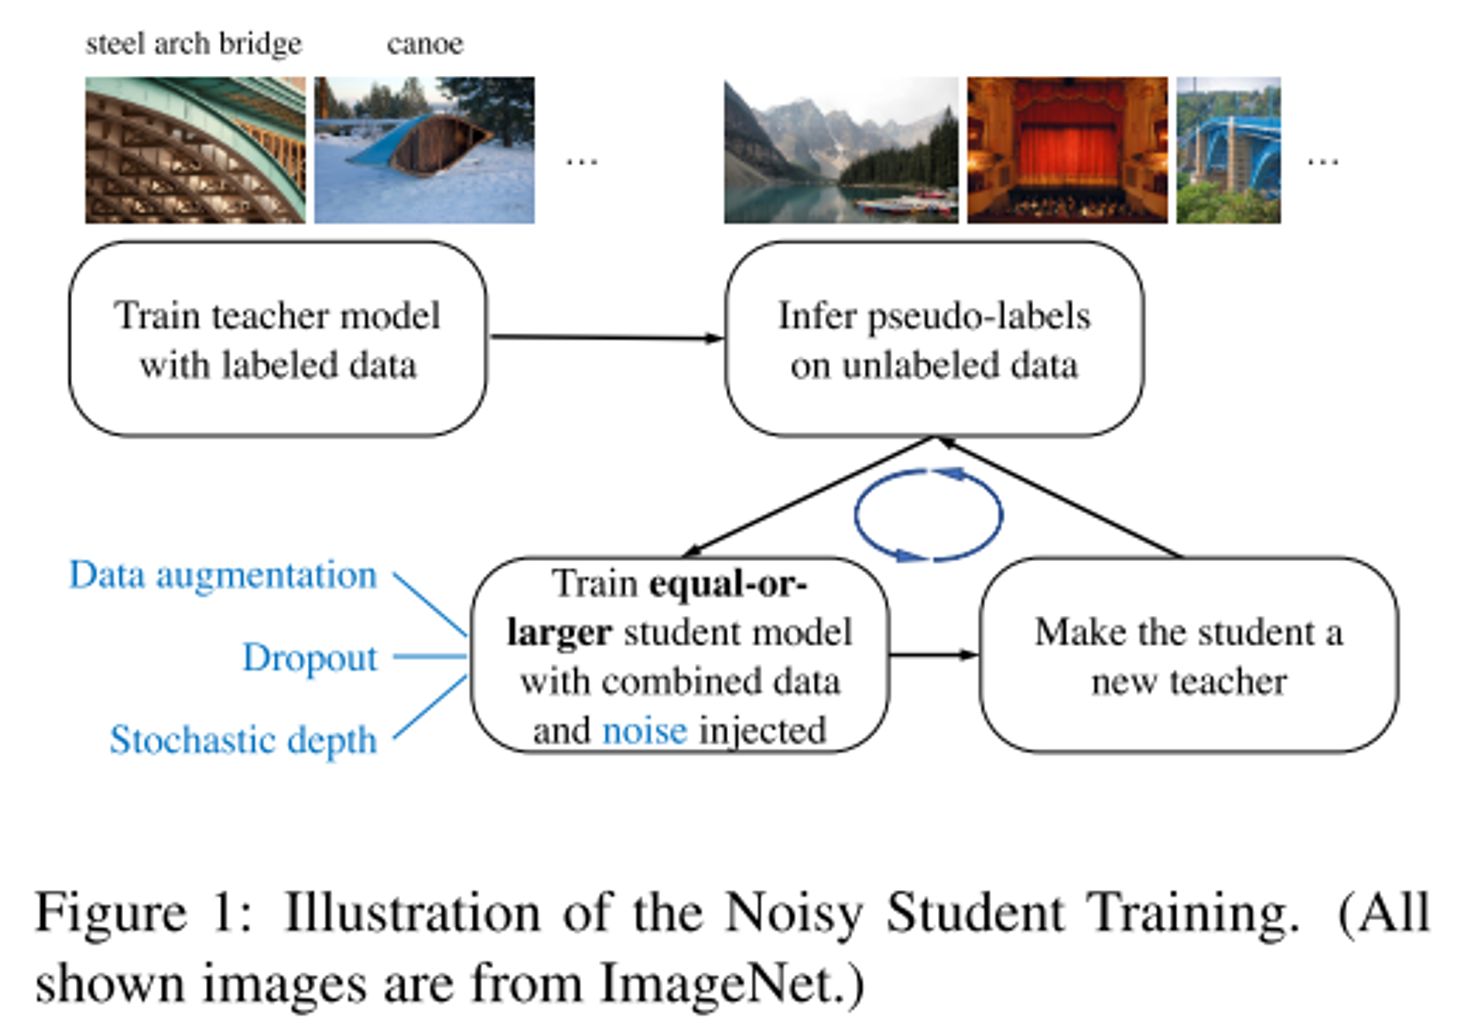 steel arch bridge
canoe
...
...
Train teacher model
with labeled data
Infer pseudo-labels
on unlabeled data
Data augmentation
Dropout
Stochastic depth
Train equal-or-
larger student model
with combined data
and noise injected
Make the student a
new teacher
Figure 1: Illustration of the Noisy Student Training. (All
shown images are from ImageNet.)